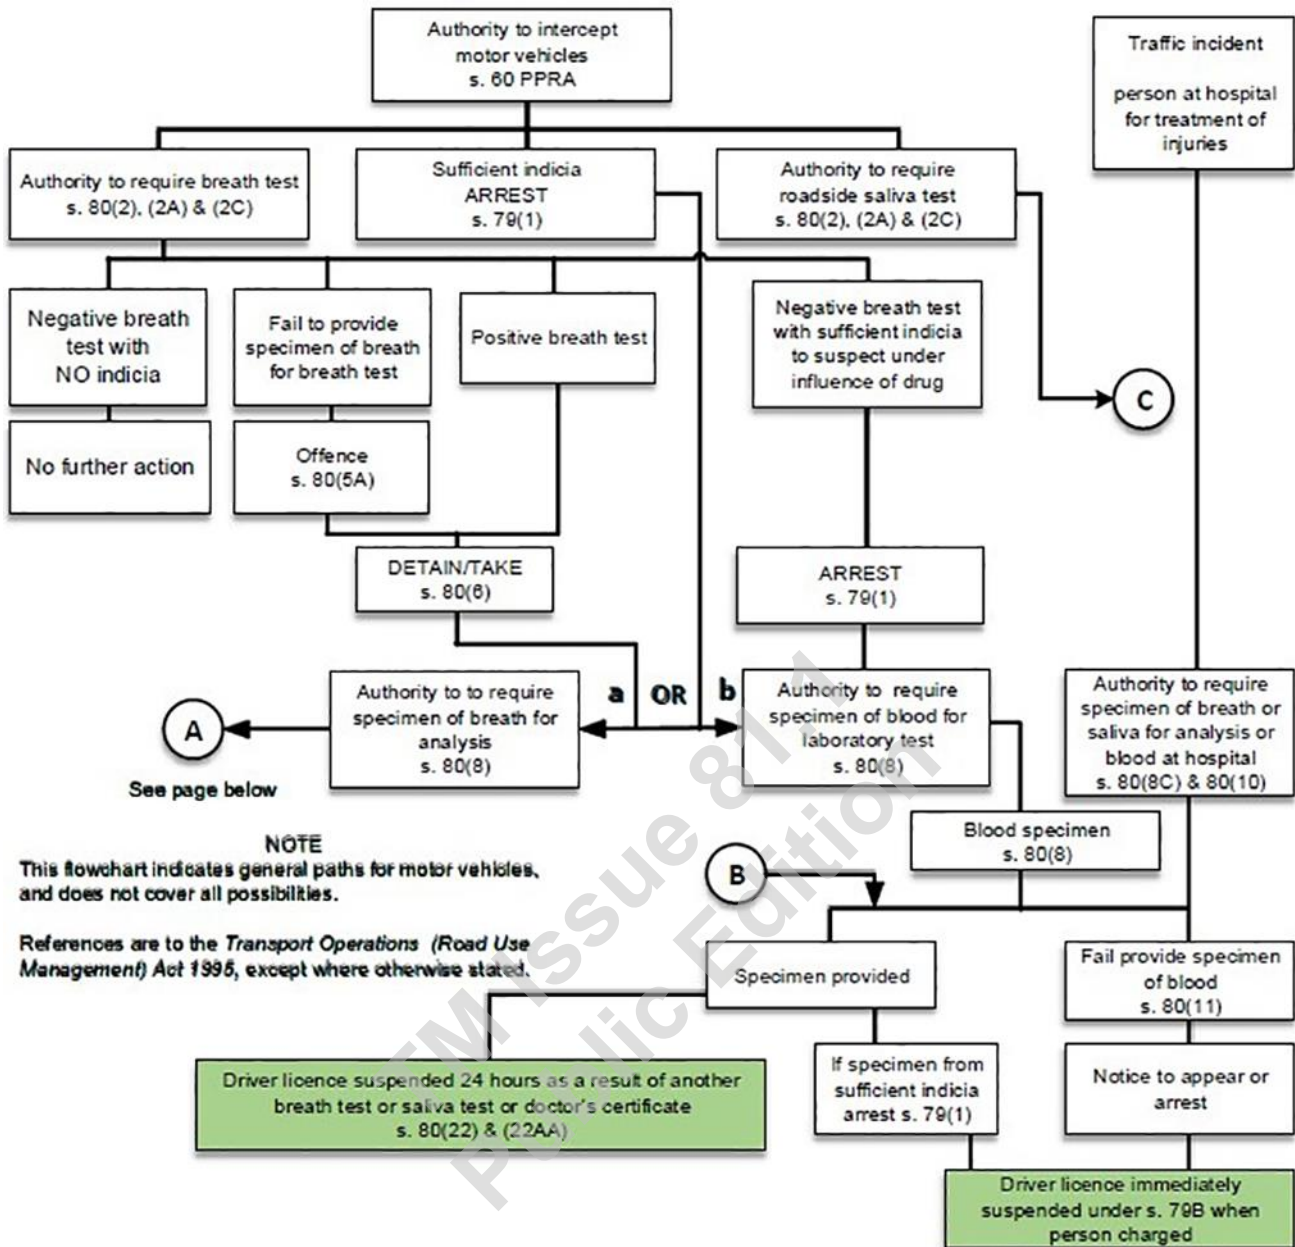 Authority to intercept
motor vehicles
s. 60 PPRA
Traffic incident
person at hospital
for treatment of
injuries
Authority to require breath test
s. 80(2), (2A) & (2C)
Sufficient indicia
ARREST
s. 79(1)
Authority to require
roadside saliva test
s. 80(2), (2A) & (2C)
Negative breath
test with
NO indicia
Fail to provide
specimen of breath
for breath test
Positive breath test
Negative breath test
with sufficient indicia
to suspect under
influence of drug
C
No further action
Offence
s. 80(5A)
DETAIN/TAKE
s. 80(6)
ARREST
s. 79(1)
A
See page below
Authority to to require
specimen of breath for
analysis
s. 80(8)
a OR b
Authority to require
specimen of blood for
laboratory test
s. 80(8)
Authority to require
specimen of breath or
saliva for analysis or
blood at hospital
s. 80(8C) & 80(10)
NOTE
This flowchart indicates general paths for motor vehicles,
and does not cover all possibilities.
References are to the Transport Operations (Road Use
Management) Act 1995, except where otherwise stated.
Blood specimen
s. 80(8)
B
Specimen provided
Fail provide specimen
of blood
s. 80(11)
Driver licence suspended 24 hours as a result of another
breath test or saliva test or doctor's certificate
s. 80(22) & (22AA)
If specimen from
sufficient indicia
arrest s. 79(1)
Notice to appear or
arrest
Driver licence immediately
suspended under s. 79B when
person charged
TM Issue 81.1
Public Edition